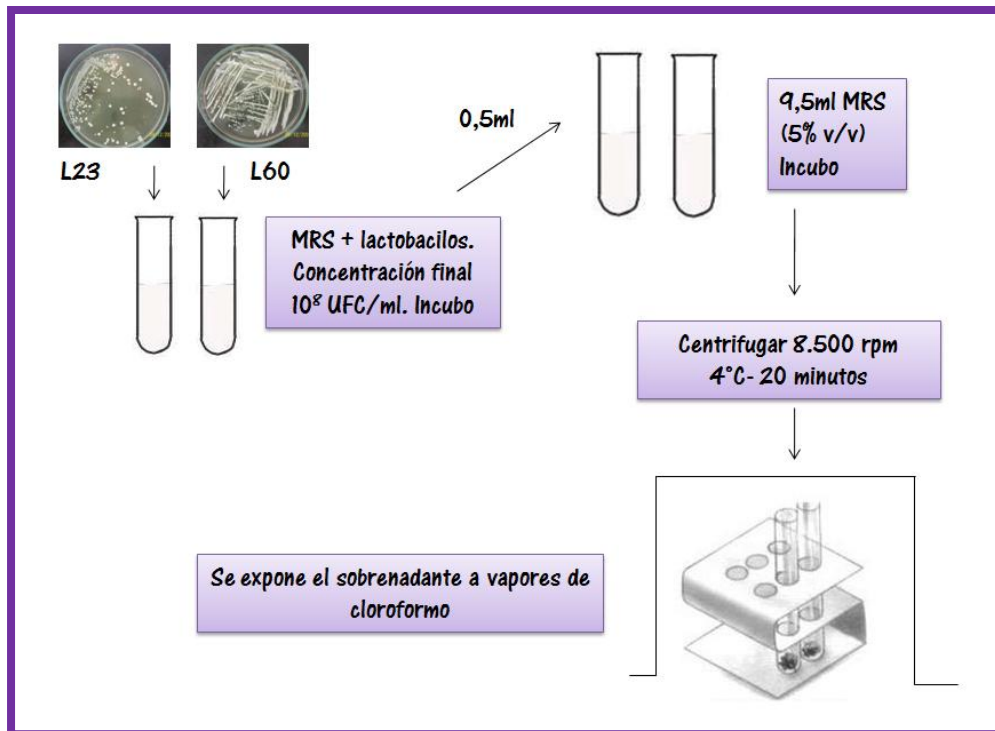 L23
L60
MRS + lactobacilos.
Concentración final
10⁸ UFC/ml. Incubo
0,5ml
9,5ml MRS
(5% v/v)
Incubo
Centrifugar 8.500 rpm
4°C- 20 minutos
Se expone el sobrenadante a vapores de
cloroformo